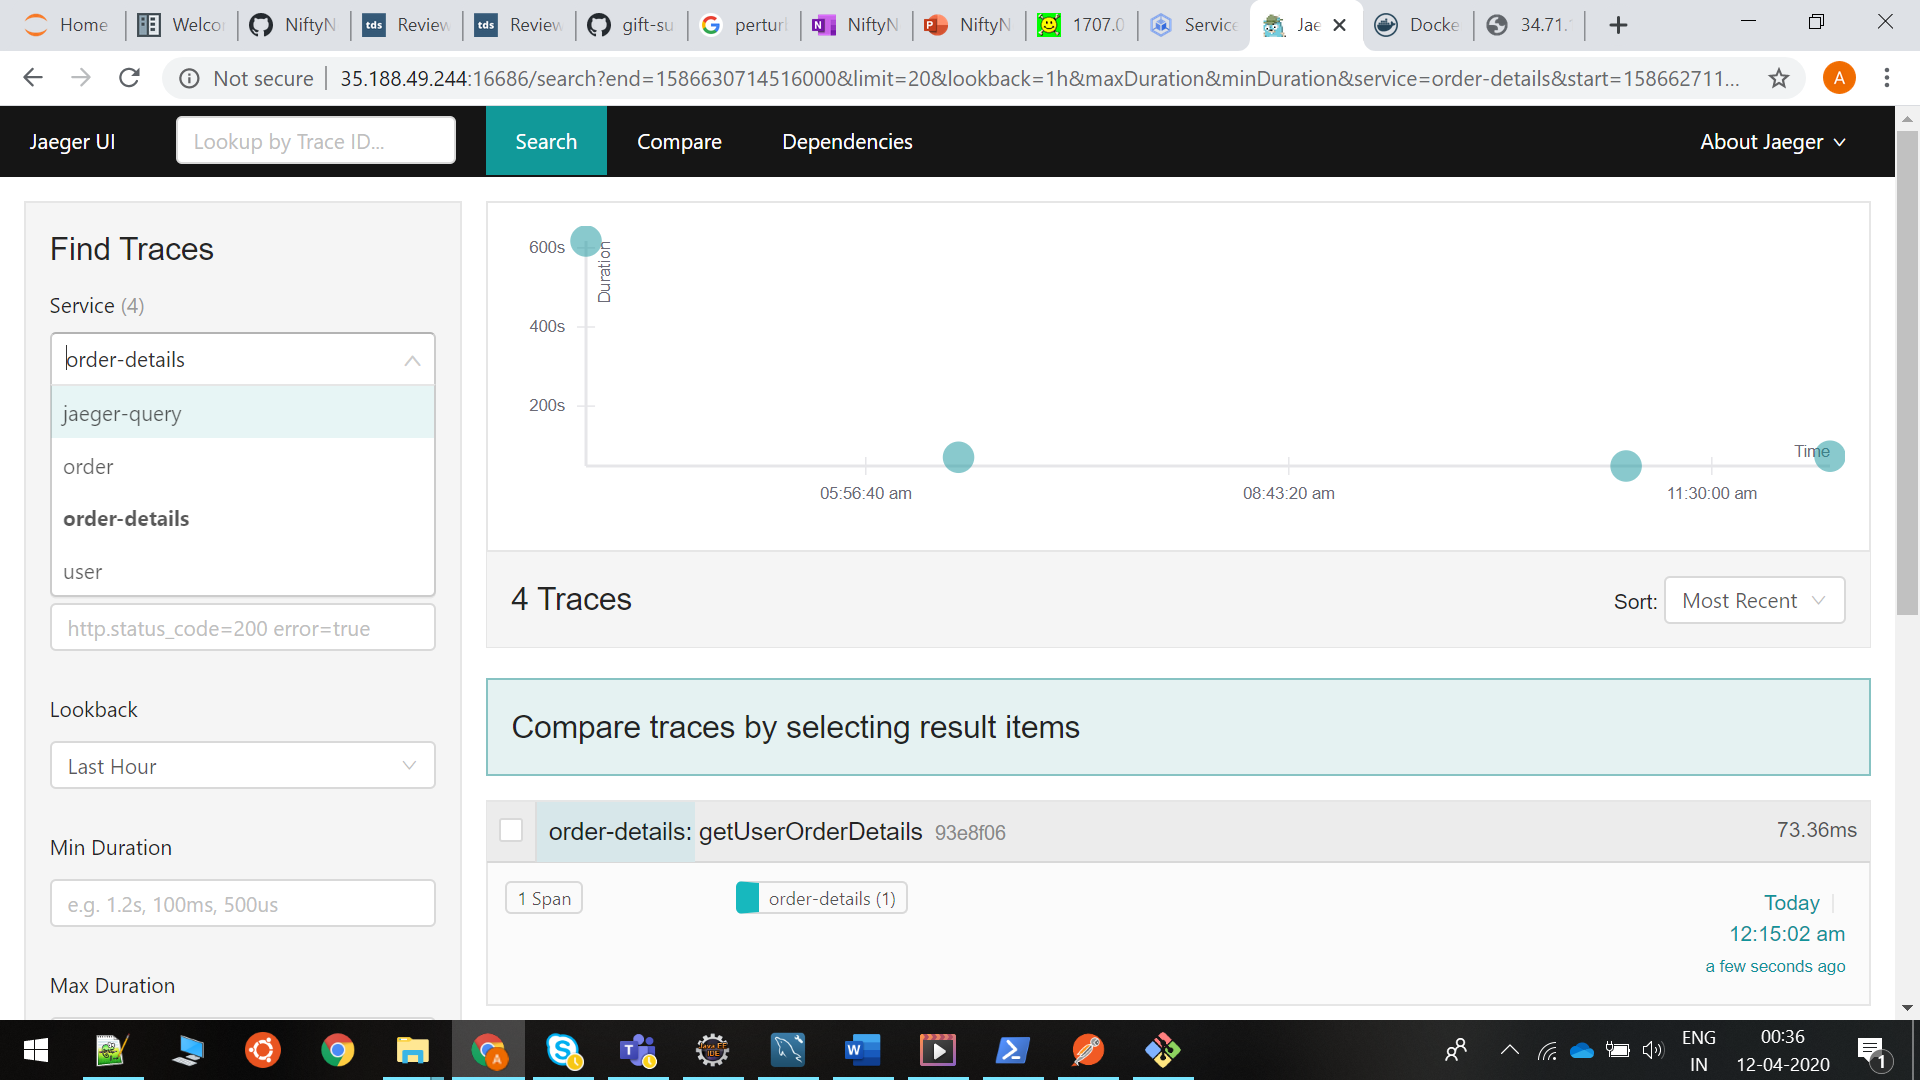 Home
Welco
NiftyN
tds Review
tds Review
gift-su
perturb
NiftyN
NiftyN
1707.0
Service
Jae
Docke
34.71.
Not secure
35.188.49.244:16686/search?end=1586630714516000&limit=20&lookback=1h&maxDuration&minDuration&service=order-details&start=158662711...
A
Jaeger UI
Lookup by Trace ID...
Search
Compare
Dependencies
About Jaeger
Find Traces
Service (4)
order-details
jaeger-query
order
order-details
user
http.status_code=200 error=true
Lookback
Last Hour
Min Duration
e.g. 1.2s, 100ms, 500us
Max Duration
600s
400s
200s
Duration
Time
05:56:40 am
08:43:20 am
11:30:00 am
4 Traces
Sort:
Most Recent
Compare traces by selecting result items
order-details: getUserOrderDetails 93e8f06
73.36ms
1 Span
order-details (1)
Today
12:15:02 am
a few seconds ago
ENG
IN
00:36
12-04-2020
1